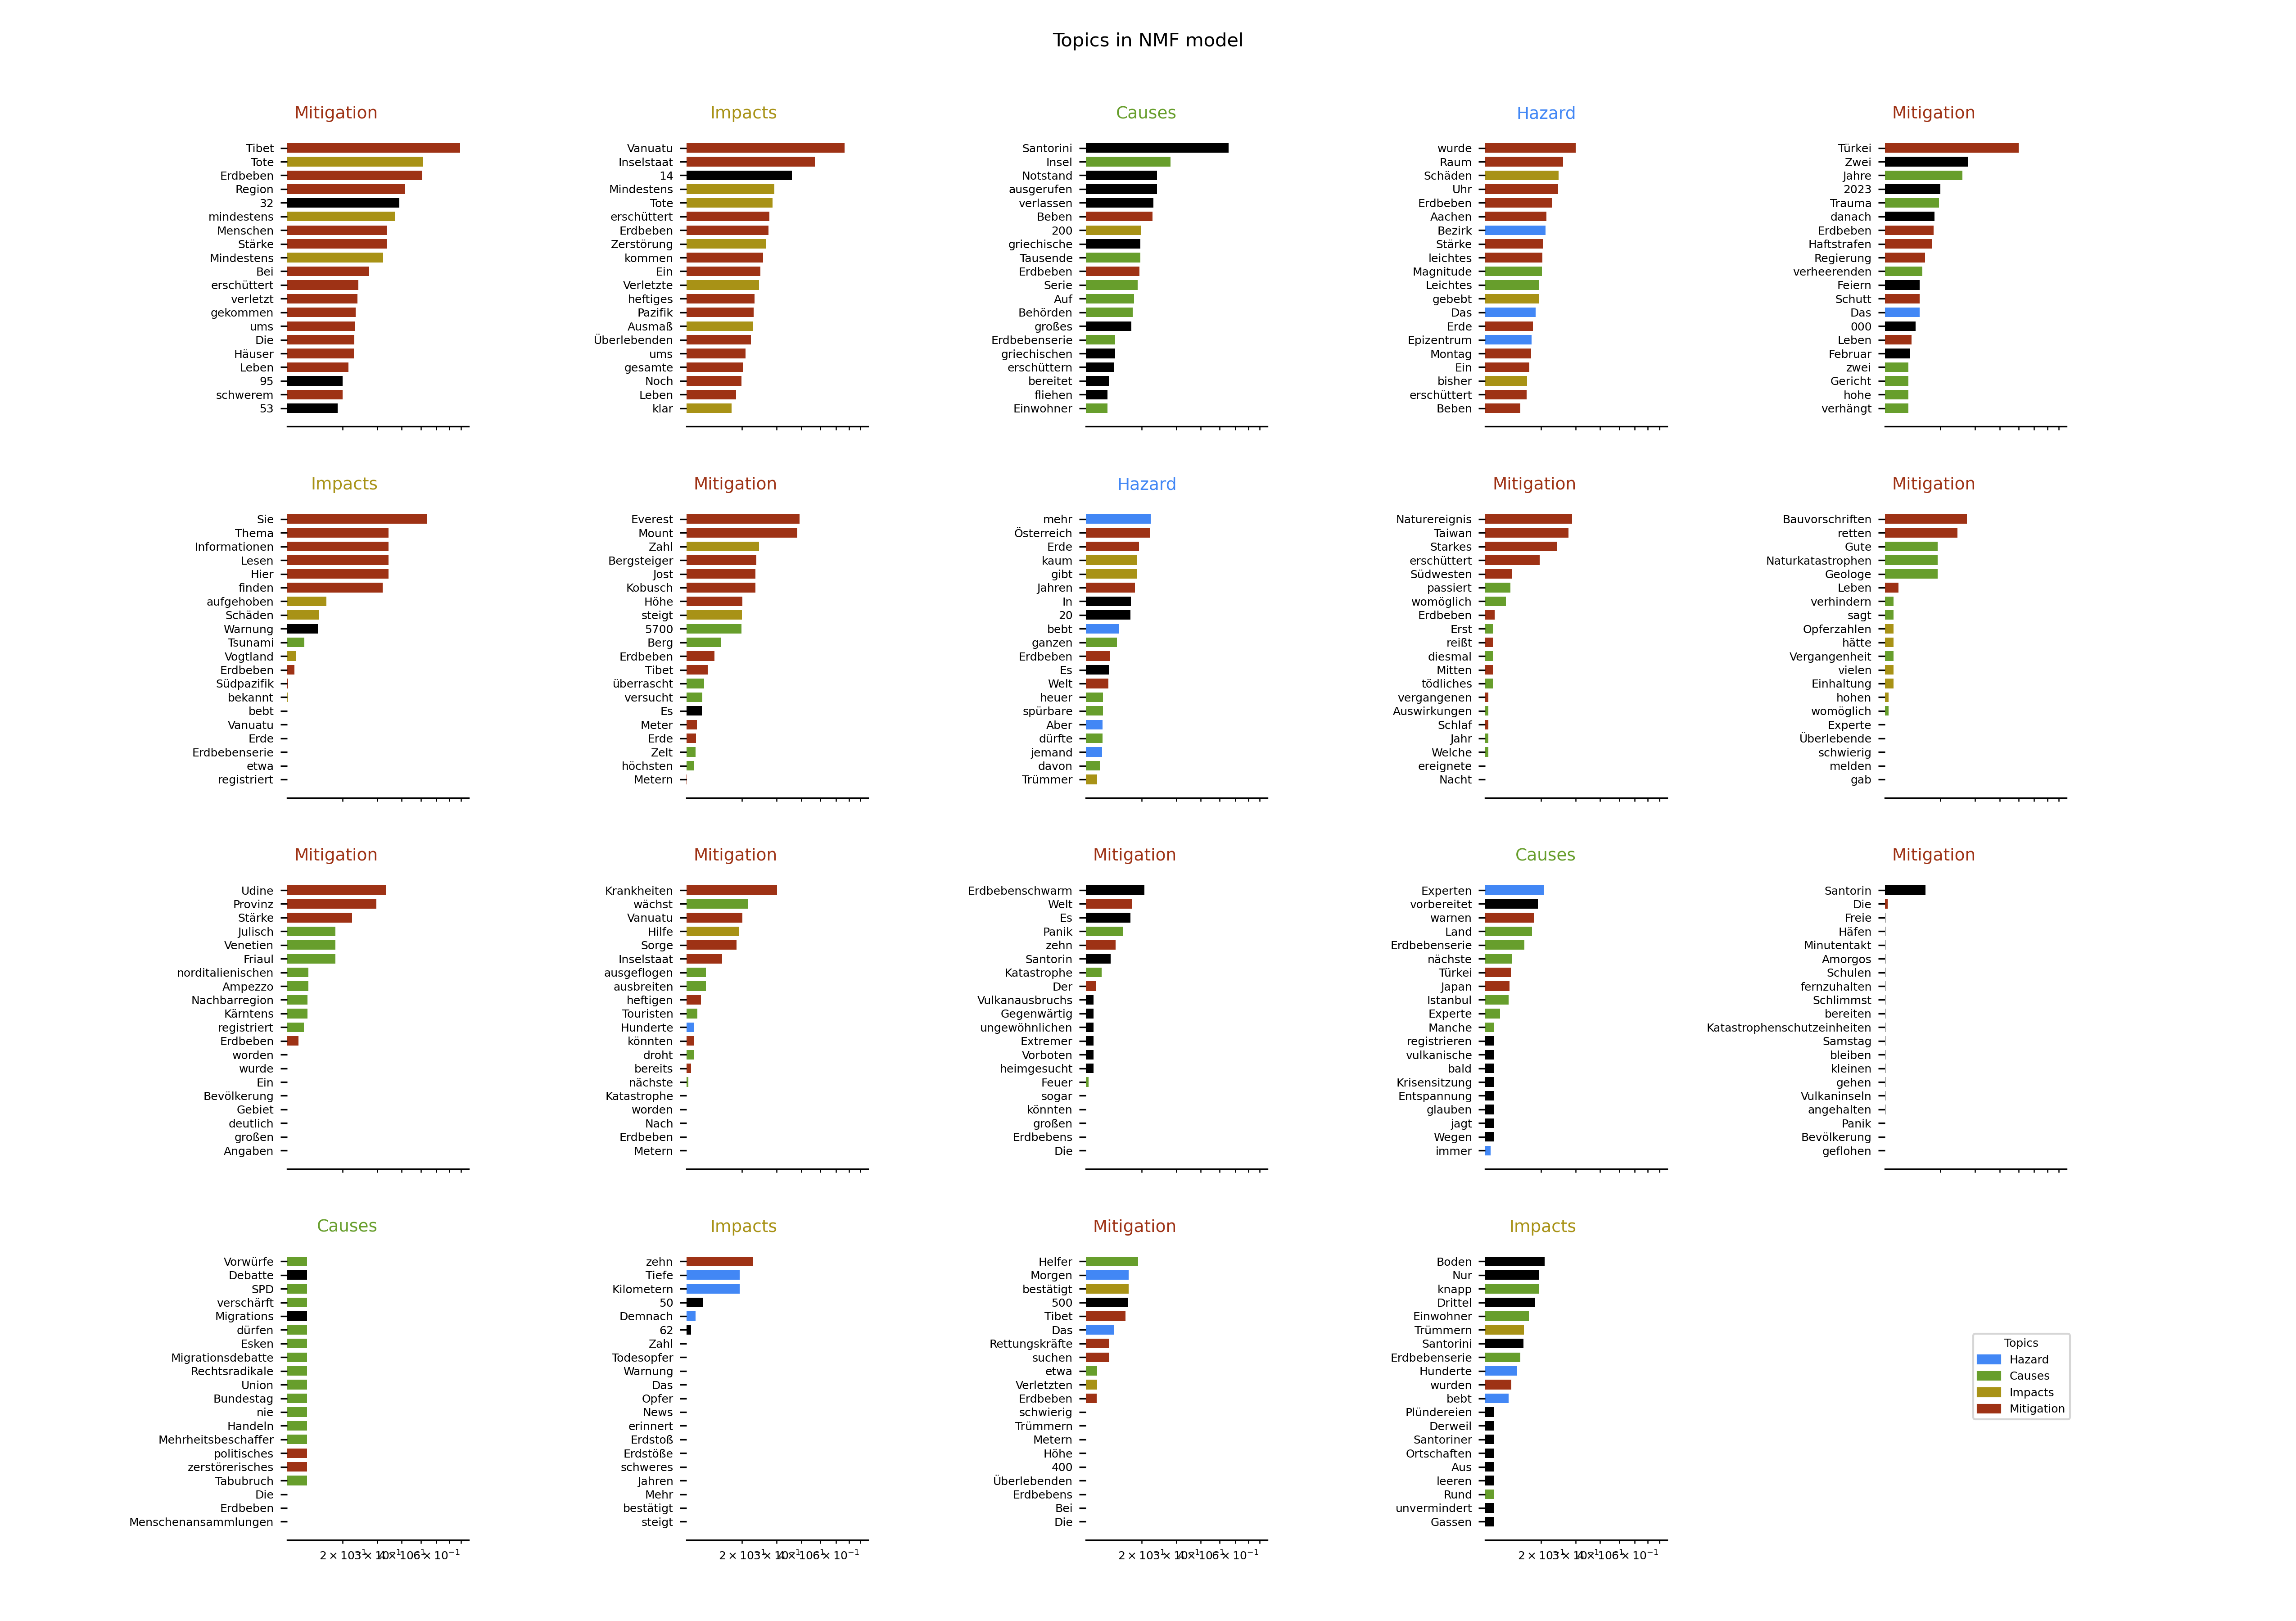 Topics in NMF model
Mitigation
Tibet
Tote
Erdbeben
Region
32
mindestens
Menschen
Stärke
Mindestens
Bei
erschüttert
verletzt
gekommen
ums
Die
Häuser
Leben
95
schwerem
53
Impacts
Vanuatu
Inselstaat
14
Mindestens
Tote
erschüttert
Erdbeben
Zerstörung
kommen
Ein
Verletzte
heftiges
Pazifik
Ausmaß
Überlebenden
ums
gesamte
Noch
Leben
klar
Causes
Santorini
Insel
Notstand
ausgerufen
verlassen
Beben
200
griechische
Tausende
Erdbeben
Serie
Auf
Behörden
großes
Erdbebenserie
griechischen
erschüttern
bereitet
fliehen
Einwohner
Hazard
wurde
Raum
Schäden
Uhr
Erdbeben
Aachen
Bezirk
Stärke
leichtes
Magnitude
Leichtes
gebebt
Das
Erde
Epizentrum
Montag
Ein
bisher
erschüttert
Beben
Mitigation
Türkei
Zwei
Jahre
2023
Trauma
danach
Erdbeben
Haftstrafen
Regierung
verheerenden
Feiern
Schutt
Das
000
Leben
Februar
zwei
Gericht
hohe
verhängt
Impacts
Sie
Thema
Informationen
Lesen
Hier
finden
aufgehoben
Schäden
Warnung
Tsunami
Vogtland
Erdbeben
Südpazifik
bekannt
bebt
Vanuatu
Erde
Erdbebenserie
etwa
registriert
Mitigation
Everest
Mount
Zahl
Bergsteiger
Jost
Kobusch
Höhe
steigt
5700
Berg
Erdbeben
Tibet
überrascht
versucht
Es
Meter
Erde
Zelt
höchsten
Metern
Hazard
mehr
Österreich
Erde
kaum
gibt
Jahren
In
20
bebt
ganzen
Erdbeben
Es
Welt
heuer
spürbare
Aber
dürfte
jemand
davon
Trümmer
Mitigation
Naturereignis
Taiwan
Starkes
erschüttert
Südwesten
passiert
womöglich
Erdbeben
Erst
reißt
diesmal
Mitten
tödliches
vergangenen
Auswirkungen
Schlaf
Jahr
Welche
ereignete
Nacht
Mitigation
Bauvorschriften
retten
Gute
Naturkatastrophen
Geologe
Leben
verhindern
sagt
Opferzahlen
hätte
Vergangenheit
vielen
Einhaltung
hohen
womöglich
Experte
Überlebende
schwierig
melden
gab
Mitigation
Udine
Provinz
Stärke
Julisch
Venetien
Friaul
norditalienischen
Ampezzo
Nachbarregion
Kärntens
registriert
Erdbeben
worden
wurde
Ein
Bevölkerung
Gebiet
deutlich
großen
Angaben
Mitigation
Krankheiten
wächst
Vanuatu
Hilfe
Sorge
Inselstaat
ausgeflogen
ausbreiten
heftigen
Touristen
Hunderte
könnten
droht
bereits
nächste
Katastrophe
worden
Nach
Erdbeben
Metern
Mitigation
Erdbebenschwarm
Welt
Es
Panik
zehn
Santorin
Katastrophe
Der
Vulkanausbruchs
Gegenwärtig
ungewöhnlichen
Extremer
Vorboten
heimgesucht
Feuer
sogar
könnten
großen
Erdbebens
Die
Causes
Experten
vorbereitet
warnen
Land
Erdbebenserie
nächste
Türkei
Japan
Istanbul
Experte
Manche
registrieren
vulkanische
bald
Krisensitzung
Entspannung
glauben
jagt
Wegen
immer
Mitigation
Santorin
Die
Freie
Häfen
Minutentakt
Amorgos
Schulen
fernzuhalten
Schlimmst
bereiten
Katastrophenschutzeinheiten
Samstag
bleiben
kleinen
gehen
Vulkaninseln
angehalten
Panik
Bevölkerung
geflohen
Causes
Vorwürfe
Debatte
SPD
verschärft
Migrations
dürfen
Esken
Migrationsdebatte
Rechtsradikale
Union
Bundestag
nie
Handeln
Mehrheitsbeschaffer
politisches
zerstörerisches
Tabubruch
Die
Erdbeben
Menschenansammlungen
Impacts
zehn
Tiefe
Kilometern
50
Demnach
62
Zahl
Todesopfer
Warnung
Das
Opfer
News
erinnert
Erdstoß
Erdstöße
schweres
Jahren
Mehr
bestätigt
steigt
Mitigation
Helfer
Morgen
bestätigt
500
Tibet
Das
Rettungskräfte
suchen
etwa
Verletzten
Erdbeben
schwierig
Trümmern
Metern
Höhe
400
Überlebenden
Erdbebens
Bei
Die
Impacts
Boden
Nur
knapp
Drittel
Einwohner
Trümmern
Santorini
Erdbebenserie
Hunderte
wurden
bebt
Plündereien
Derweil
Santoriner
Ortschaften
Aus
leeren
Rund
unvermindert
Gassen
Topics
Hazard
Causes
Impacts
Mitigation